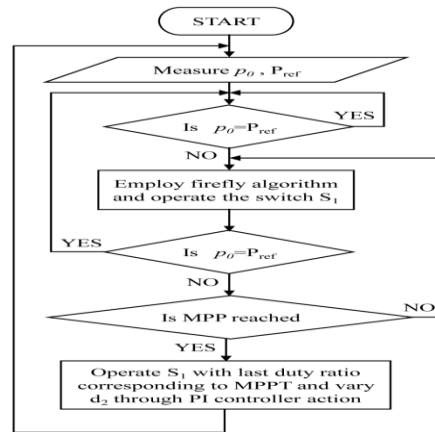 START
Measure p0 , Pref
Is p0=Pref
YES
NO
Employ firefly algorithm
and operate the switch S1
YES
Is p0=Pref
NO
Is MPP reached
NO
YES
Operate S1 with last duty ratio
corresponding to MPPT and vary
d2 through PI controller action